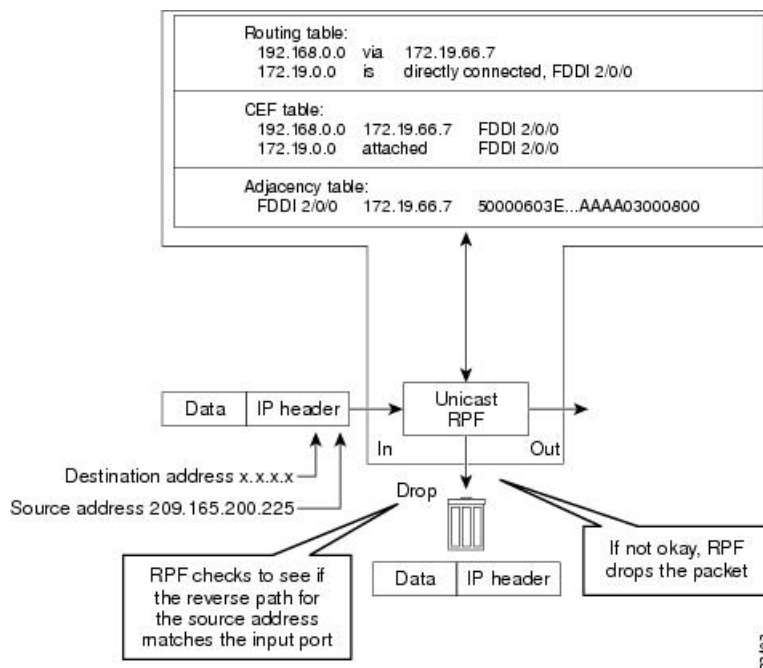 Routing table:
192.168.0.0 via 172.19.66.7
172.19.0.0 is directly connected, FDDI 2/0/0
CEF table:
192.168.0.0 172.19.66.7 FDDI 2/0/0
172.19.0.0 attached FDDI 2/0/0
Adjacency table:
FDDI 2/0/0 172.19.66.7 50000603E...AAAA03000800
Data IP header
Unicast
RPF
In
Out
Destination address x.x.x.x
Source address 209.165.200.225
Drop
RPF checks to see if
the reverse path for
the source address
matches the input port
Data IP header
If not okay, RPF
drops the packet